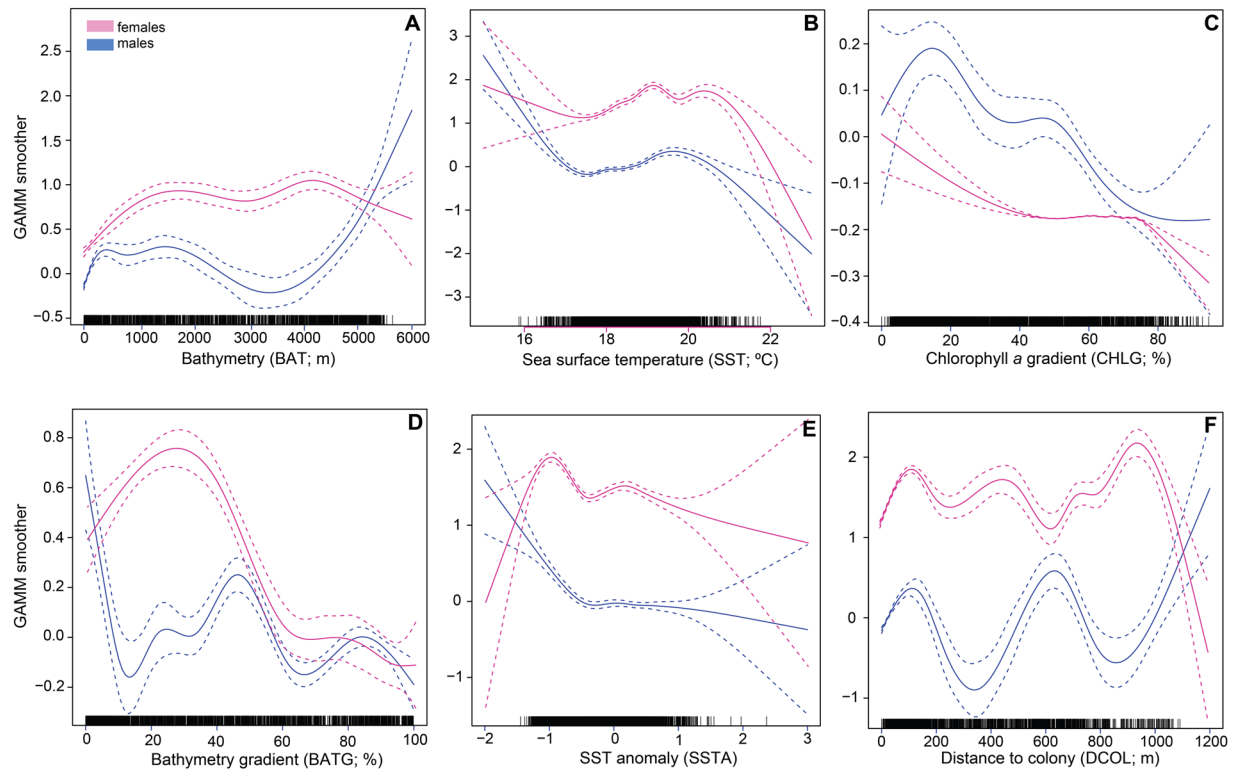 A
females
males
GAMM smoother
2.5
2.0
1.5
1.0
0.5
0.0
−0.5
0 1000 2000 3000 4000 5000 6000
Bathymetry (BAT; m)
B
3
2
1
0
−1
−2
−3
16 18 20 22
Sea surface temperature (SST; ºC)
C
0.2
0.1
0.0
−0.1
−0.2
−0.3
−0.4
0 20 40 60 80
Chlorophyll a gradient (CHLG; %)
D
GAMM smoother
0.8
0.6
0.4
0.2
0.0
−0.2
0 20 40 60 80 100
Bathymetry gradient (BATG; %)
E
2
1
0
−1
−2 −1 0 1 2 3
SST anomaly (SSTA)
F
2
1
0
−1
0 200 400 600 800 1000 1200
Distance to colony (DCOL; m)